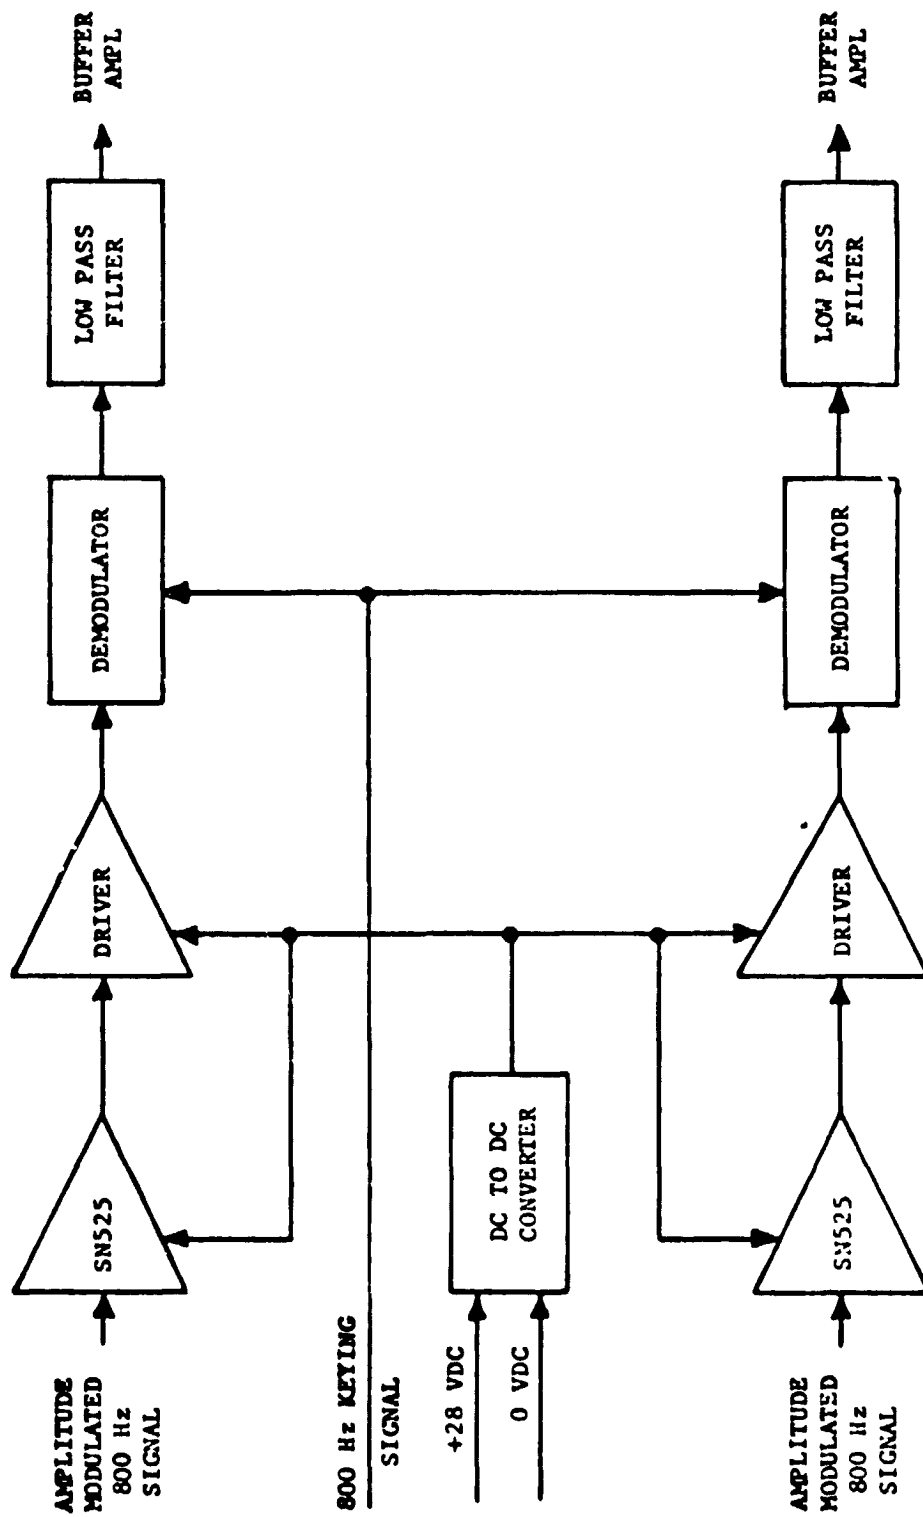 AMPLITUDE
MODULATED
800 Hz
SIGNAL
SN525
DRIVER
DEMODULATOR
LOW PASS
FILTER
BUFFER
AMPL
800 Hz KEYING
SIGNAL
+28 VDC
0 VDC
DC TO DC
CONVERTER
AMPLITUDE
MODULATED
800 Hz
SIGNAL
SN525
DRIVER
DEMODULATOR
LOW PASS
FILTER
BUFFER
AMPL